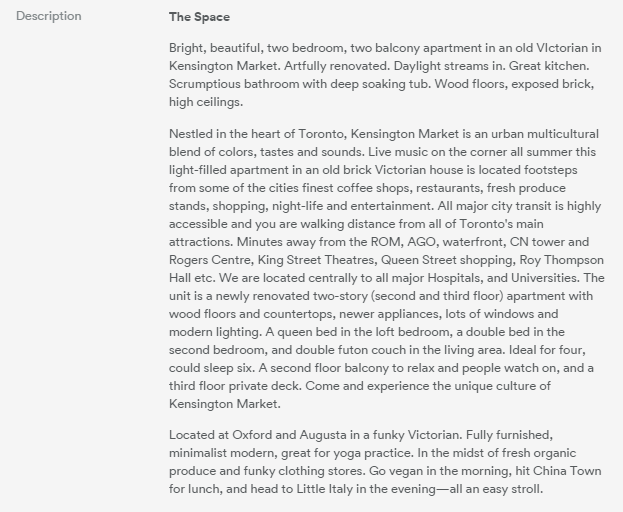 Description
The Space
Bright, beautiful, two bedroom, two balcony apartment in an old VIctorian in
Kensington Market. Artfully renovated. Daylight streams in. Great kitchen.
Scrumptious bathroom with deep soaking tub. Wood floors, exposed brick,
high ceilings.
Nestled in the heart of Toronto, Kensington Market is an urban multicultural
blend of colors, tastes and sounds. Live music on the corner all summer this
light-filled apartment in an old brick Victorian house is located footsteps
from some of the cities finest coffee shops, restaurants, fresh produce
stands, shopping, night-life and entertainment. All major city transit is highly
accessible and you are walking distance from all of Toronto's main
attractions. Minutes away from the ROM, AGO, waterfront, CN tower and
Rogers Centre, King Street Theatres, Queen Street shopping, Roy Thompson
Hall etc. We are located centrally to all major Hospitals, and Universities. The
unit is a newly renovated two-story (second and third floor) apartment with
wood floors and countertops, newer appliances, lots of windows and
modern lighting. A queen bed in the loft bedroom, a double bed in the
second bedroom, and double futon couch in the living area. Ideal for four,
could sleep six. A second floor balcony to relax and people watch on, and a
third floor private deck. Come and experience the unique culture of
Kensington Market.
Located at Oxford and Augusta in a funky Victorian. Fully furnished,
minimalist modern, great for yoga practice. In the midst of fresh organic
produce and funky clothing stores. Go vegan in the morning, hit China Town
for lunch, and head to Little Italy in the evening—all an easy stroll.